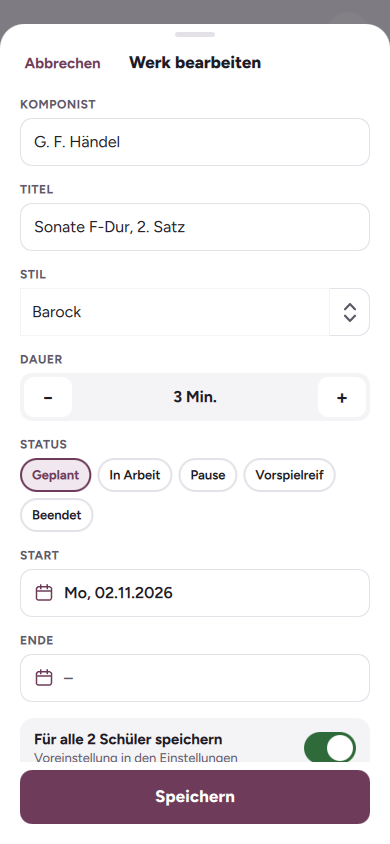 Abbrechen Werk bearbeiten
KOMPONIST
G. F. Händel
TITEL
Sonate F-Dur, 2. Satz
STIL
Barock
DAUER
– 3 Min. +
STATUS
Geplant In Arbeit Pause Vorspielreif
Beendet
START
Mo, 02.11.2026
ENDE
–
Für alle 2 Schüler speichern
Voreinstellung in den Einstellungen
Speichern